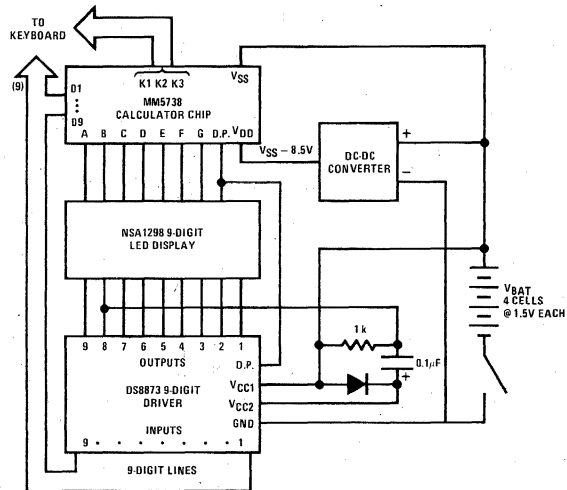 TO
KEYBOARD
(9)
K1 K2 K3
VSS
D1
MM5738
CALCULATOR CHIP
D9
A B C D E F G D.P. VDD
VSS – 8.5V
DC-DC
CONVERTER
+
–
NSA1298 9-DIGIT
LED DISPLAY
VBAT
4 CELLS
@ 1.5V EACH
1 k
9 8 7 6 5 4 3 2 1
OUTPUTS
D.P.
0.1μF
+
DS8873 9-DIGIT
DRIVER
VCC1
VCC2
GND
INPUTS
9 • • • • • • • 1
9-DIGIT LINES